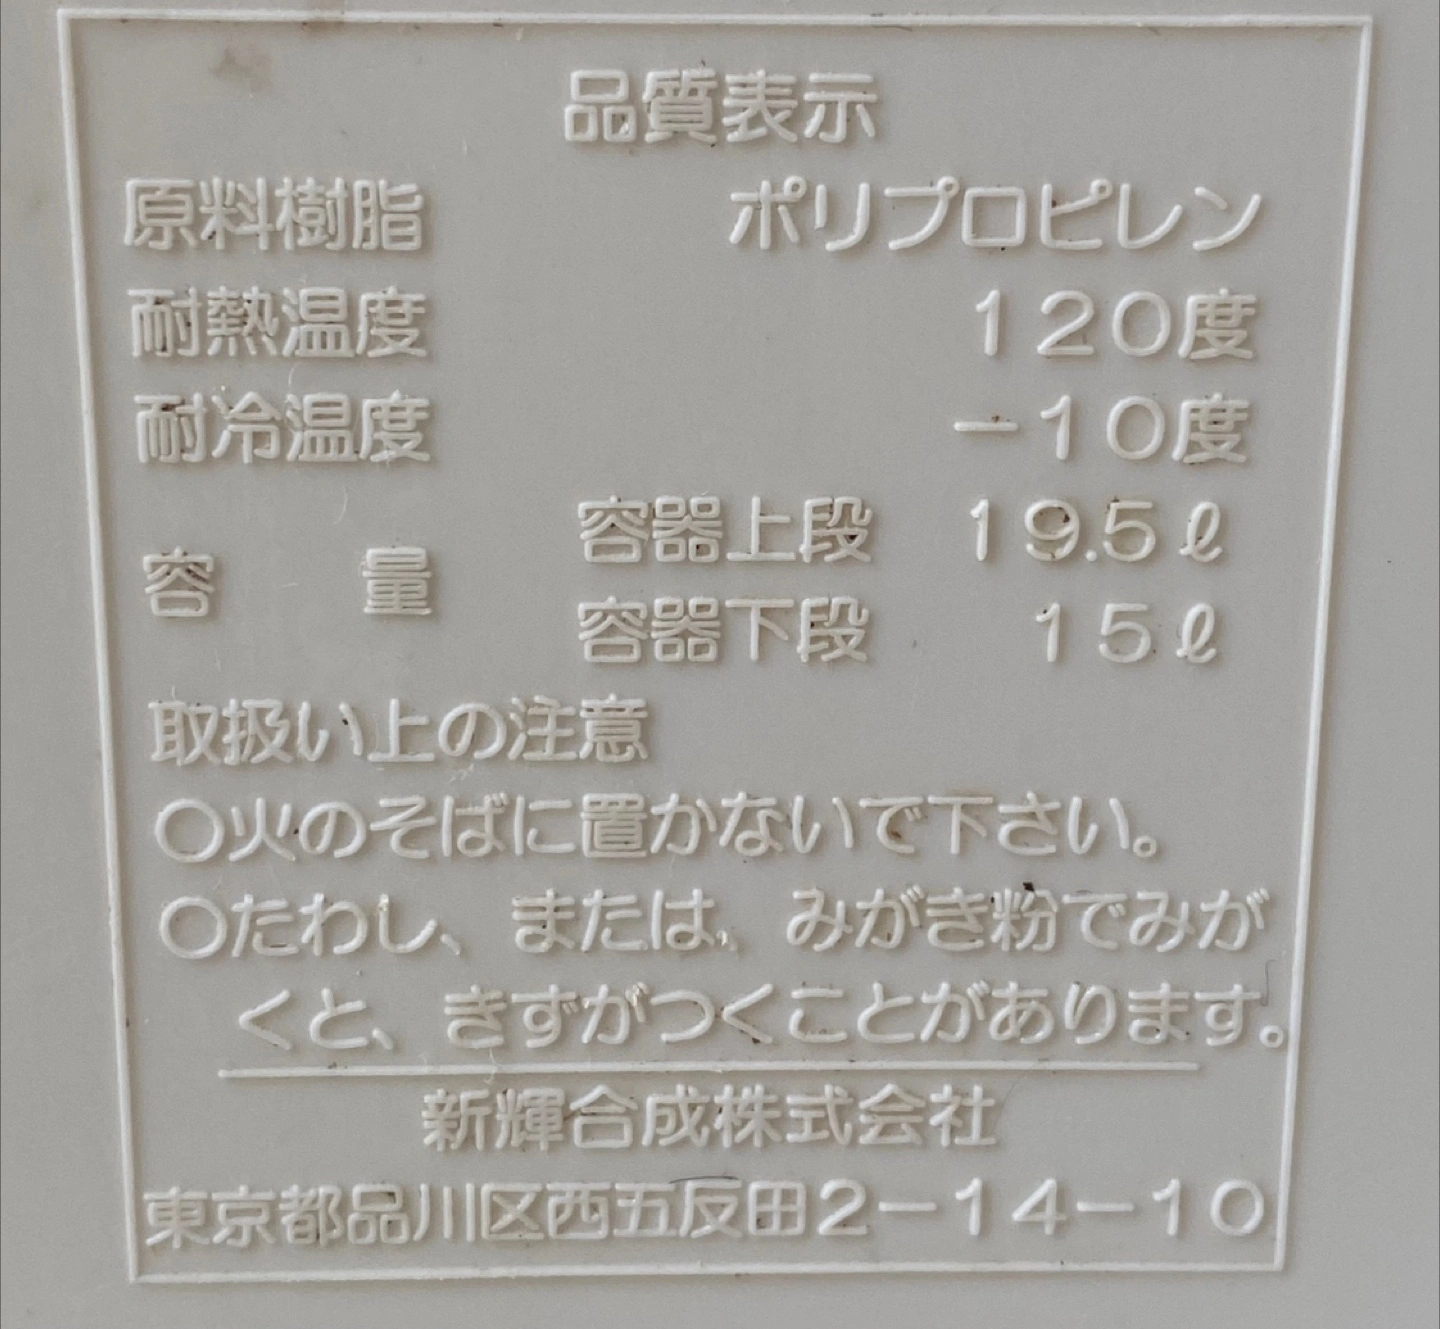 品質表示
原料樹脂 ポリプロピレン
耐熱温度 120度
耐冷温度 −10度
容量 容器上段 19.5ℓ
容器下段 15ℓ
取扱い上の注意
○火のそばに置かないで下さい。
○たわし、または、みがき粉でみが
くと、きずがつくことがあります。
新輝合成株式会社
東京都品川区西五反田2−14−10